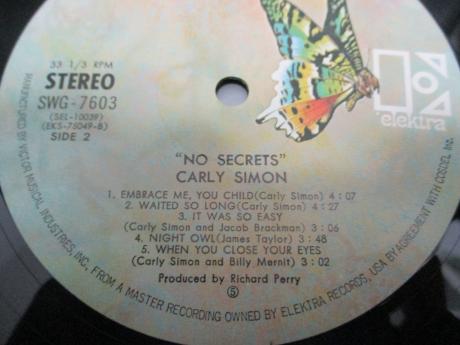 33 1/3 RPM
STEREO
SWG-7603
(SEL-10039)
(EKS-75049-B)
SIDE 2
elektra
"NO SECRETS"
CARLY SIMON
1. EMBRACE ME, YOU CHILD(Carly Simon) 4:07
2. WAITED SO LONG(Carly Simon) 4:27
3. IT WAS SO EASY
(Carly Simon and Jacob Brackman) 3:06
4. NIGHT OWL(James Taylor) 3:48
5. WHEN YOU CLOSE YOUR EYES
(Carly Simon and Billy Mernit) 3:02
Produced by Richard Perry
⑤
MANUFACTURED BY VICTOR MUSICAL INDUSTRIES, INC. FROM A MASTER RECORDING OWNED BY ELEKTRA RECORDS, USA BY AGREEMENT WITH COSDEL Inc.